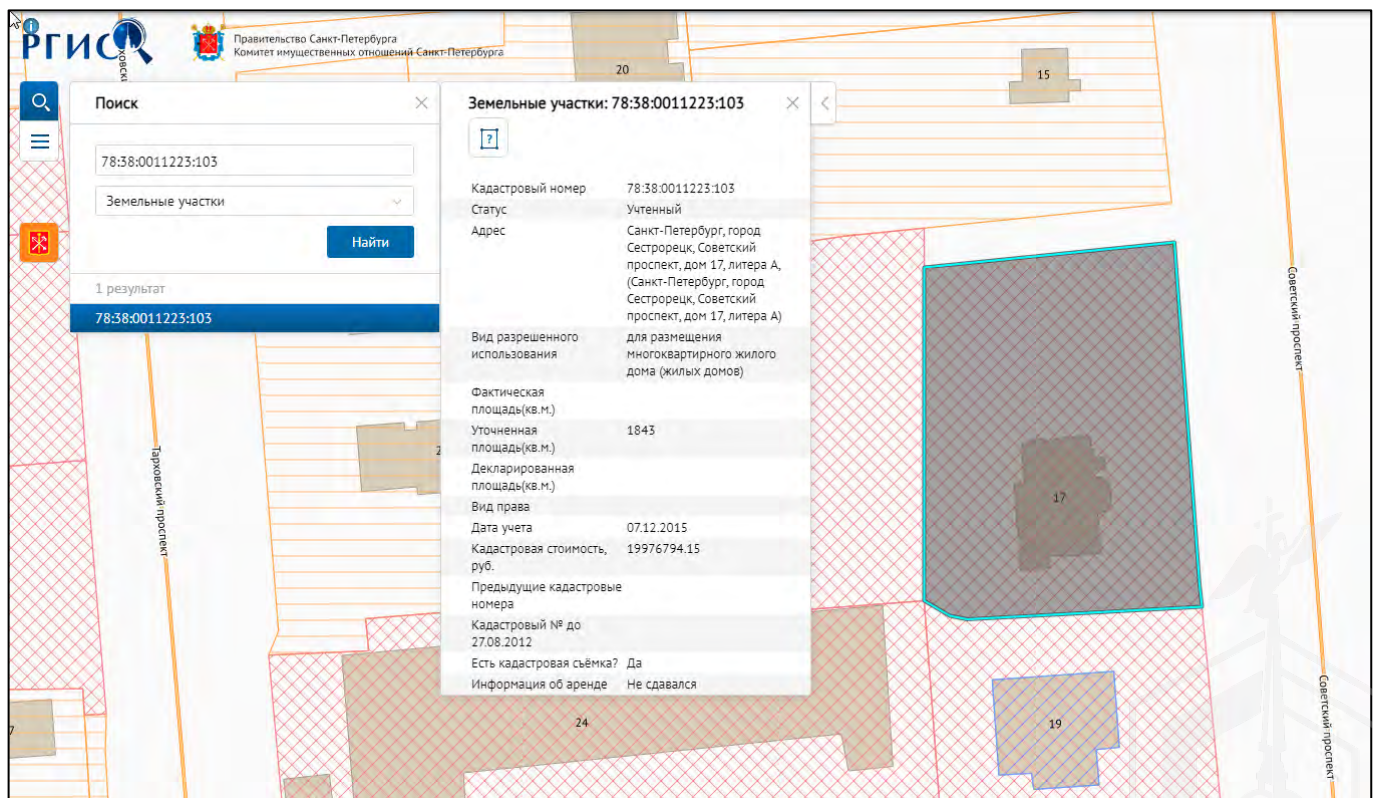 РГИС
Правительство Санкт-Петербурга
Комитет имущественных отношений Санкт-Петербурга
20
15
Поиск
78:38:0011223:103
Земельные участки
Найти
1 результат
78:38:0011223:103
Земельные участки: 78:38:0011223:103
?
Кадастровый номер 78:38:0011223:103
Статус Учтенный
Адрес Санкт-Петербург, город
Сестрорецк, Советский
проспект, дом 17, литера А,
(Санкт-Петербург, город
Сестрорецк, Советский
проспект, дом 17, литера А)
Вид разрешенного для размещения
использования многоквартирного жилого
дома (жилых домов)
Фактическая
площадь(кв.м.)
Уточненная 1843
площадь(кв.м.)
Декларированная
площадь(кв.м.)
Вид права
Дата учета 07.12.2015
Кадастровая стоимость, 19976794.15
руб.
Предыдущие кадастровые
номера
Кадастровый № до
27.08.2012
Есть кадастровая съёмка? Да
Информация об аренде Не сдавался
Тарховский проспект
Советский проспект
17
Советский проспект
24
19
7